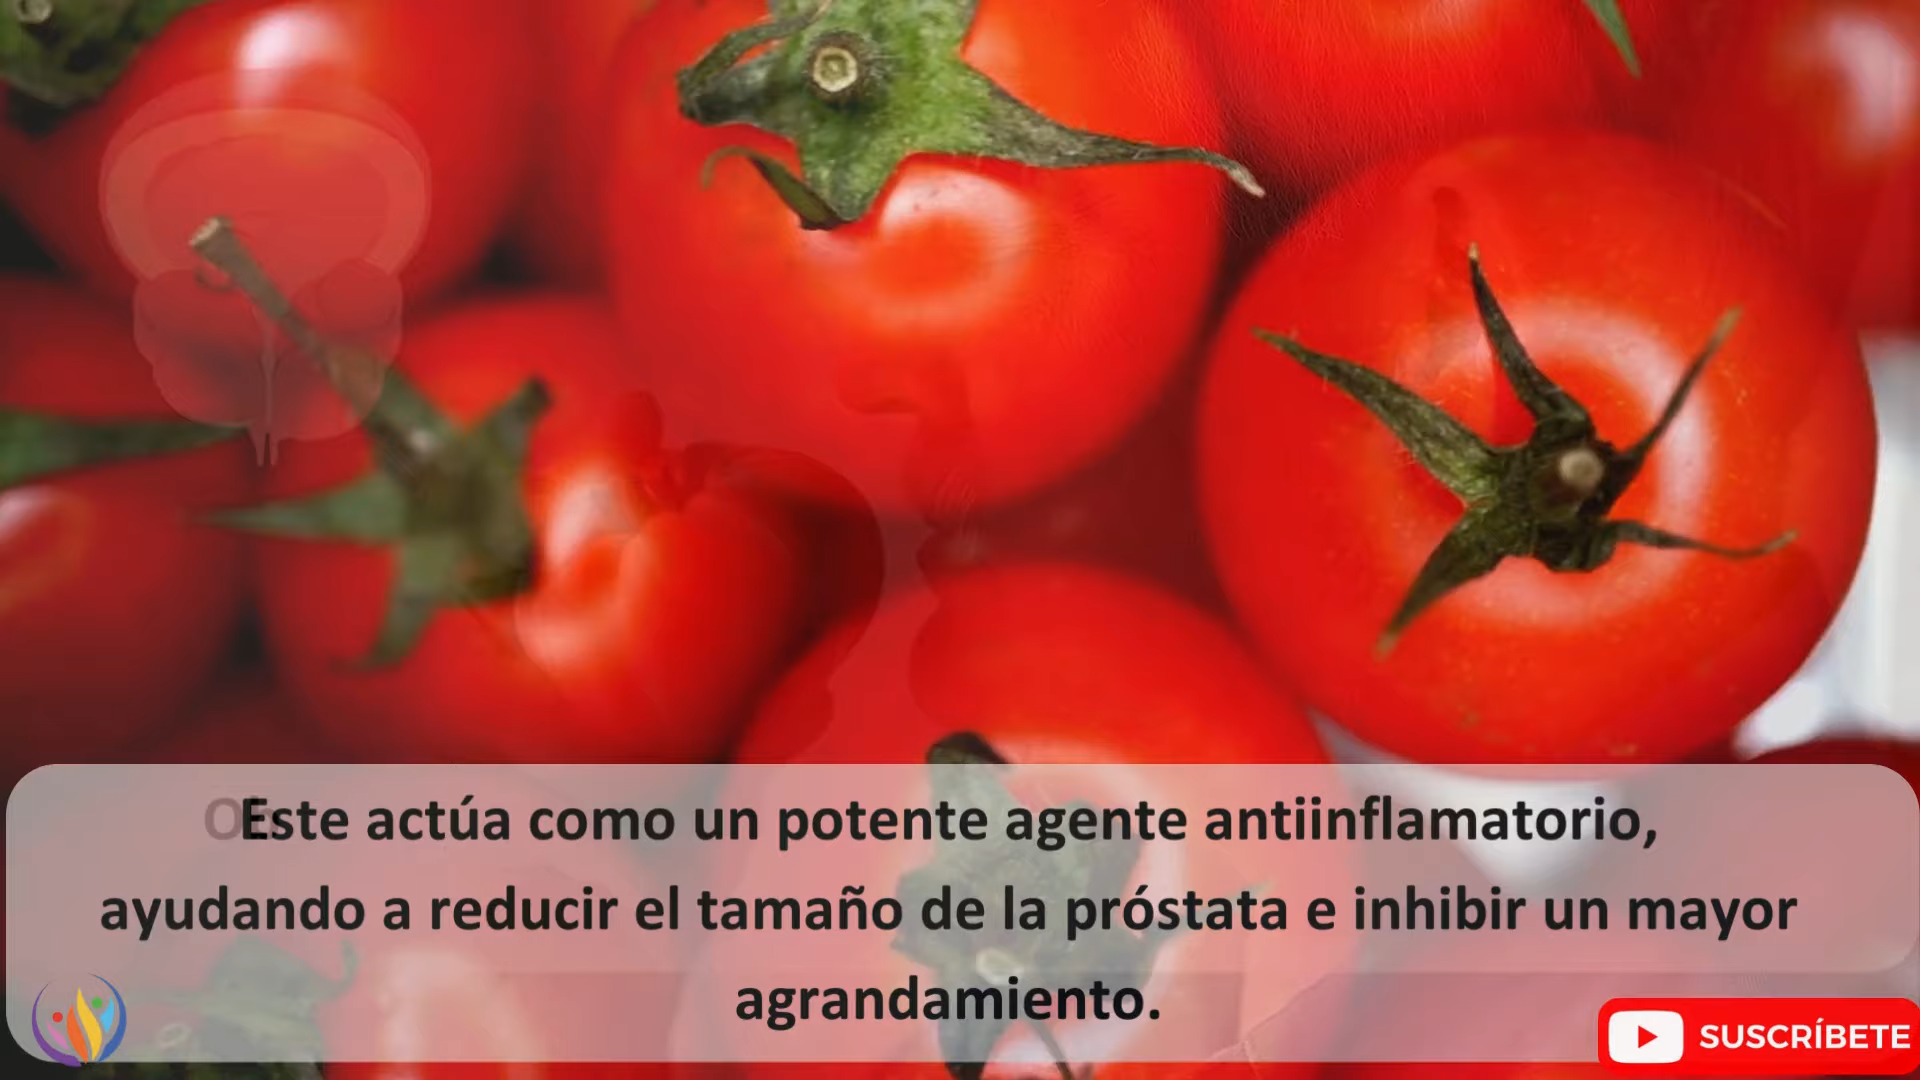 Este actúa como un potente agente antiinflamatorio,
ayudando a reducir el tamaño de la próstata e inhibir un mayor
agrandamiento.
SUSCRÍBETE